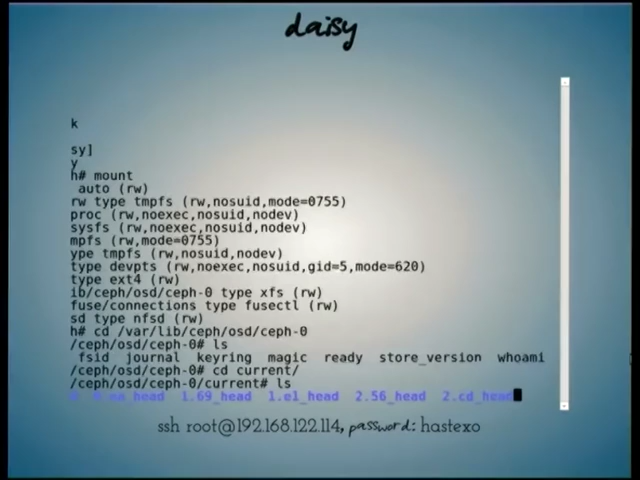 daisy
k
sy]
y
h# mount
auto (rw)
rw type tmpfs (rw,nosuid,mode=0755)
proc (rw,noexec,nosuid,nodev)
sysfs (rw,noexec,nosuid,nodev)
mpfs (rw,mode=0755)
ype tmpfs (rw,nosuid,nodev)
type devpts (rw,noexec,nosuid,gid=5,mode=620)
type ext4 (rw)
ib/ceph/osd/ceph-0 type xfs (rw)
fuse/connections type fusectl (rw)
sd type nfsd (rw)
h# cd /var/lib/ceph/osd/ceph-0
/ceph/osd/ceph-0# ls
fsid journal keyring magic ready store_version whoami
/ceph/osd/ceph-0# cd current/
/ceph/osd/ceph-0/current# ls
1.69_head 1.e1_head 2.56_head 2.cd_head
ssh root@192.168.122.114, password: hastexo